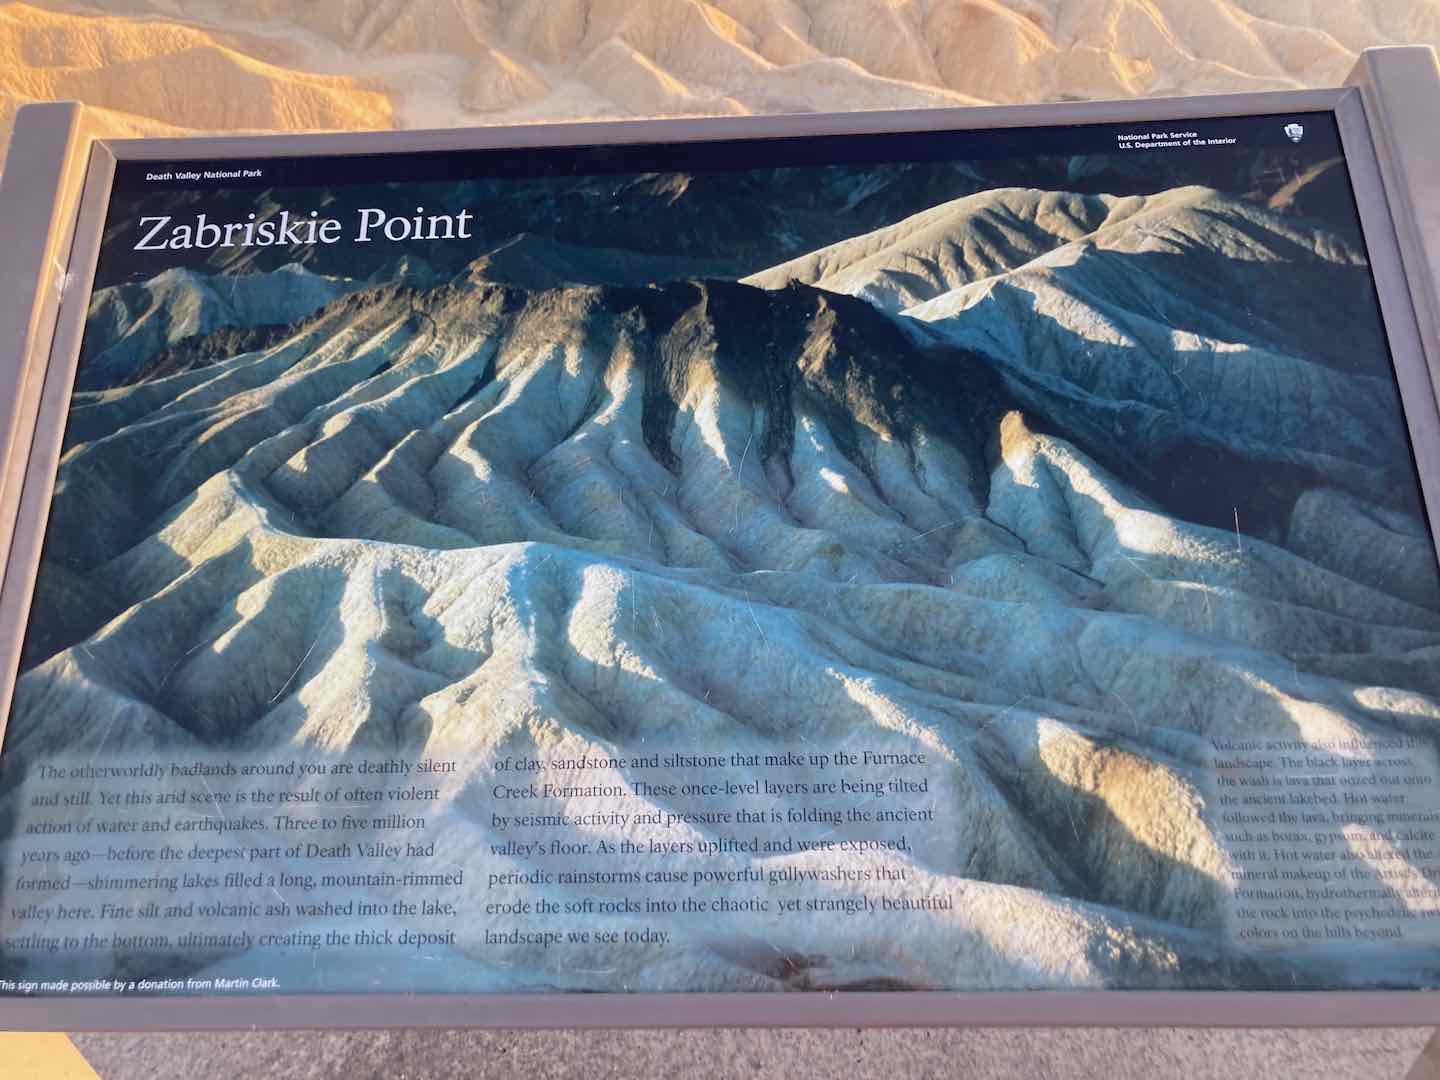 Death Valley National Park
National Park Service
U.S. Department of the Interior
Zabriskie Point
The otherworldly badlands around you are deathly silent
and still. Yet this arid scene is the result of often violent
action of water and earthquakes. Three to five million
years ago—before the deepest part of Death Valley had
formed—shimmering lakes filled a long, mountain-rimmed
valley here. Fine silt and volcanic ash washed into the lake,
settling to the bottom, ultimately creating the thick deposit
of clay, sandstone and siltstone that make up the Furnace
Creek Formation. These once-level layers are being tilted
by seismic activity and pressure that is folding the ancient
valley's floor. As the layers uplifted and were exposed,
periodic rainstorms cause powerful gullywashers that
erode the soft rocks into the chaotic yet strangely beautiful
landscape we see today.
Volcanic activity also influenced this
landscape. The black layer across
the wash is lava that oozed out onto
the ancient lakebed. Hot water
followed the lava, bringing minerals
such as borax, gypsum, and calcite
with it. Hot water also altered the
mineral makeup of the Artist's
Formation, hydrothermally
the rock into the psychedelic
colors on the hills beyond.
This sign made possible by a donation from Martin Clark.